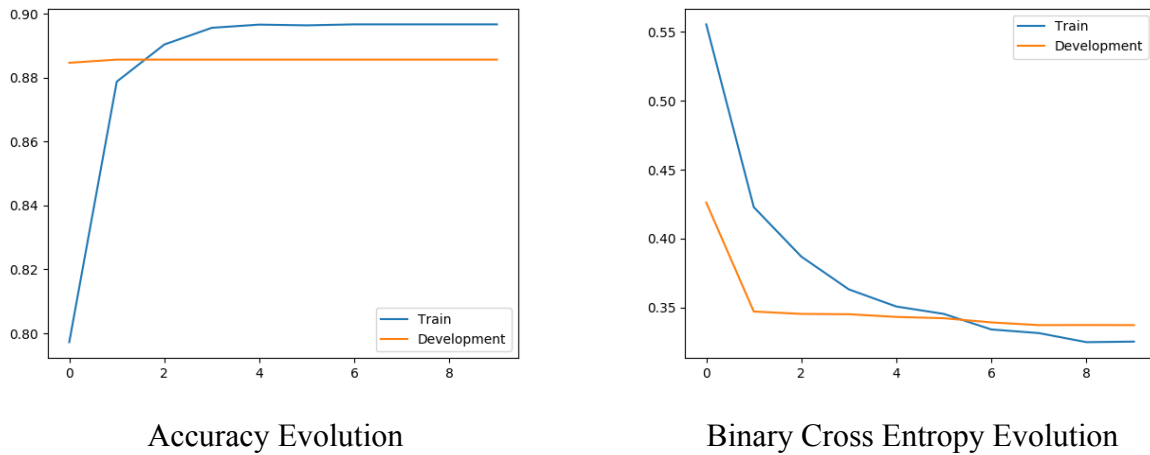 0.90
0.88
0.86
0.84
0.82
0.80
Train
Development
0 2 4 6 8
Accuracy Evolution
0.55
0.50
0.45
0.40
0.35
Train
Development
0 2 4 6 8
Binary Cross Entropy Evolution